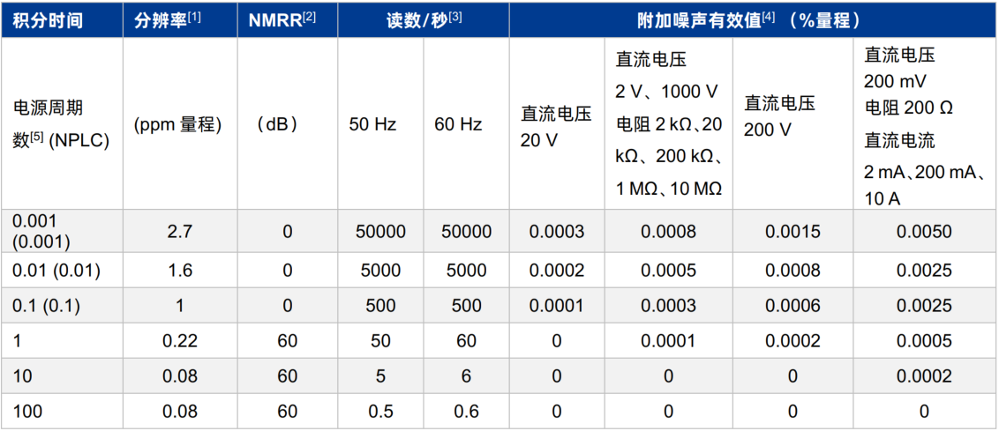 积分时间 分辨率[1] NMRR[2] 读数/秒[3] 附加噪声有效值[4] （%量程）
电源周期
数[5] (NPLC)
(ppm 量程)
（dB）
50 Hz
60 Hz
直流电压
20 V
直流电压
2 V、1000 V
电阻 2 kΩ、20
kΩ、 200 kΩ、
1 MΩ、10 MΩ
直流电压
200 V
直流电压
200 mV
电阻 200 Ω
直流电流
2 mA、200 mA、
10 A
0.001
(0.001) 2.7 0 50000 50000 0.0003 0.0008 0.0015 0.0050
0.01 (0.01) 1.6 0 5000 5000 0.0002 0.0005 0.0008 0.0025
0.1 (0.1) 1 0 500 500 0.0001 0.0003 0.0006 0.0025
1 0.22 60 50 60 0 0.0001 0.0002 0.0005
10 0.08 60 5 6 0 0 0 0.0002
100 0.08 60 0.5 0.6 0 0 0 0